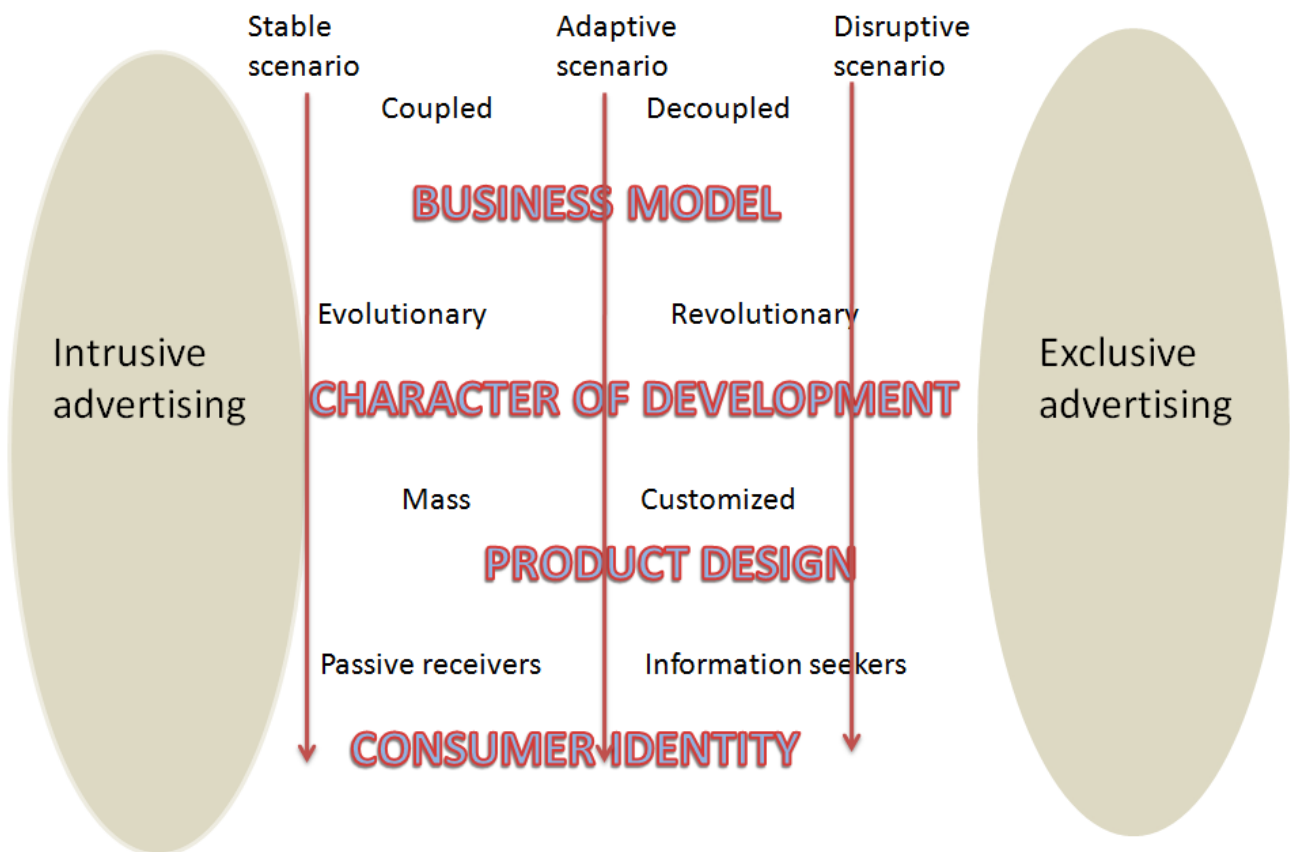 Stable
scenario
Adaptive
scenario
Disruptive
scenario
Coupled
Decoupled
BUSINESS MODEL
Evolutionary
Revolutionary
Intrusive
advertising
Exclusive
advertising
CHARACTER OF DEVELOPMENT
Mass
Customized
PRODUCT DESIGN
Passive receivers
Information seekers
CONSUMER IDENTITY